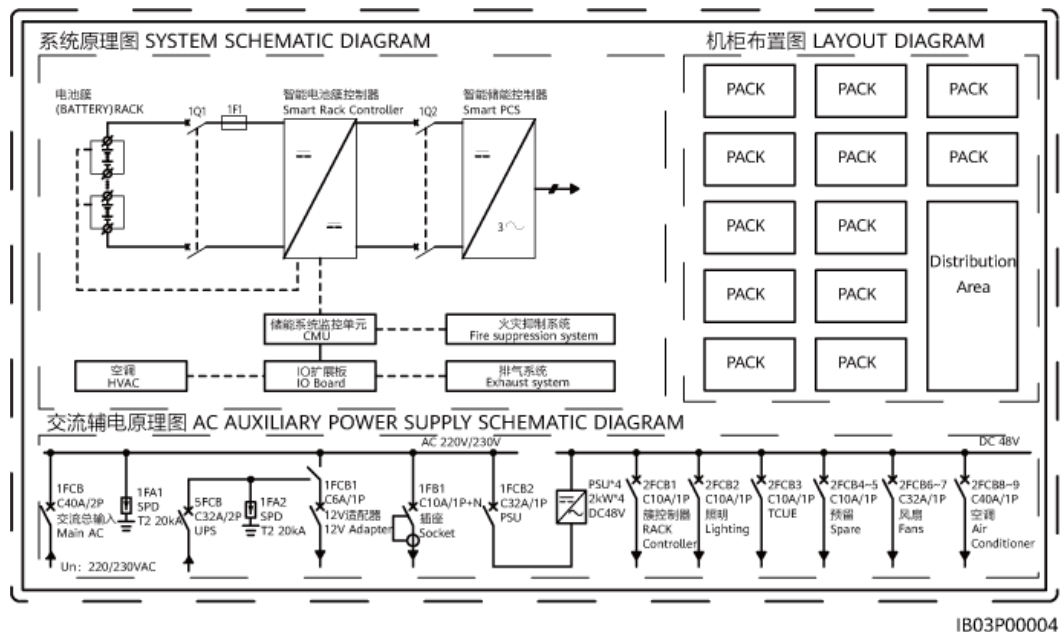 系统原理图 SYSTEM SCHEMATIC DIAGRAM
电池簇
(BATTERY)RACK
1Q1
1F1
智能电池簇控制器
Smart Rack Controller
1Q2
智能储能控制器
Smart PCS
3
储能系统监控单元
CMU
火灾抑制系统
Fire suppression system
空调
HVAC
IO扩展板
IO Board
排气系统
Exhaust system
机柜布置图 LAYOUT DIAGRAM
PACK PACK PACK
PACK PACK PACK
PACK PACK
PACK PACK
PACK PACK
Distribution
Area
交流辅电原理图 AC AUXILIARY POWER SUPPLY SCHEMATIC DIAGRAM
AC 220V/230V
DC 48V
1FCB
C40A/2P
交流总输入
Main AC
Un: 220/230VAC
1FA1
SPD
T2 20kA
5FCB
C32A/2P
UPS
1FA2
SPD
T2 20kA
1FCB1
C6A/1P
12V适配器
12V Adapter
1FB1
C10A/1P+N
插座
Socket
1FCB2
C32A/1P
PSU
PSU*4
2kW*4
DC48V
2FCB1
C10A/1P
簇控制器
RACK
Controller
2FCB2
C10A/1P
照明
Lighting
2FCB3
C10A/1P
TCUE
2FCB4~5
C10A/1P
预留
Spare
2FCB6~7
C32A/1P
风扇
Fans
2FCB8~9
C40A/1P
空调
Air
Conditioner
IB03P00004